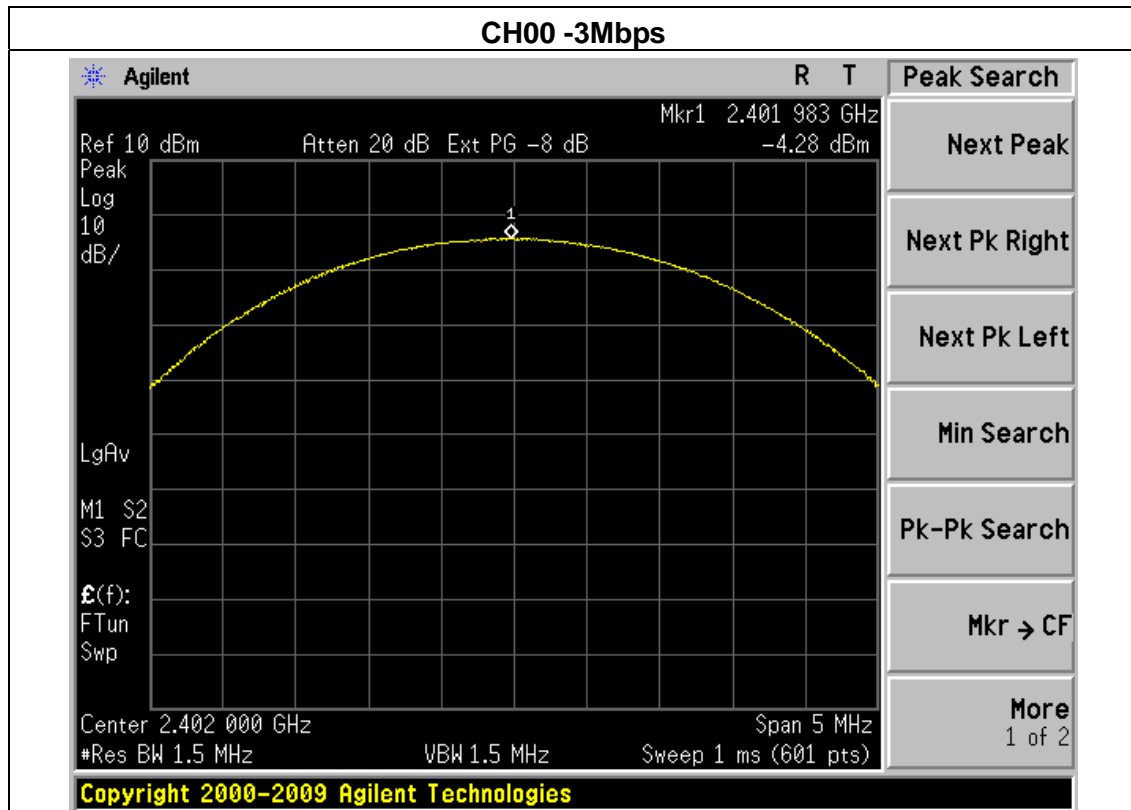 CH00 -3Mbps
Agilent R T Peak Search
Mkr1 2.401 983 GHz
Ref 10 dBm Atten 20 dB Ext PG -8 dB -4.28 dBm
Peak
Log
10
dB/
1
LgAv
M1 S2
S3 FC
£(f):
FTun
Swp
Center 2.402 000 GHz Span 5 MHz
#Res BW 1.5 MHz VBW 1.5 MHz Sweep 1 ms (601 pts)
Next Peak
Next Pk Right
Next Pk Left
Min Search
Pk-Pk Search
Mkr → CF
More
1 of 2
Copyright 2000-2009 Agilent Technologies